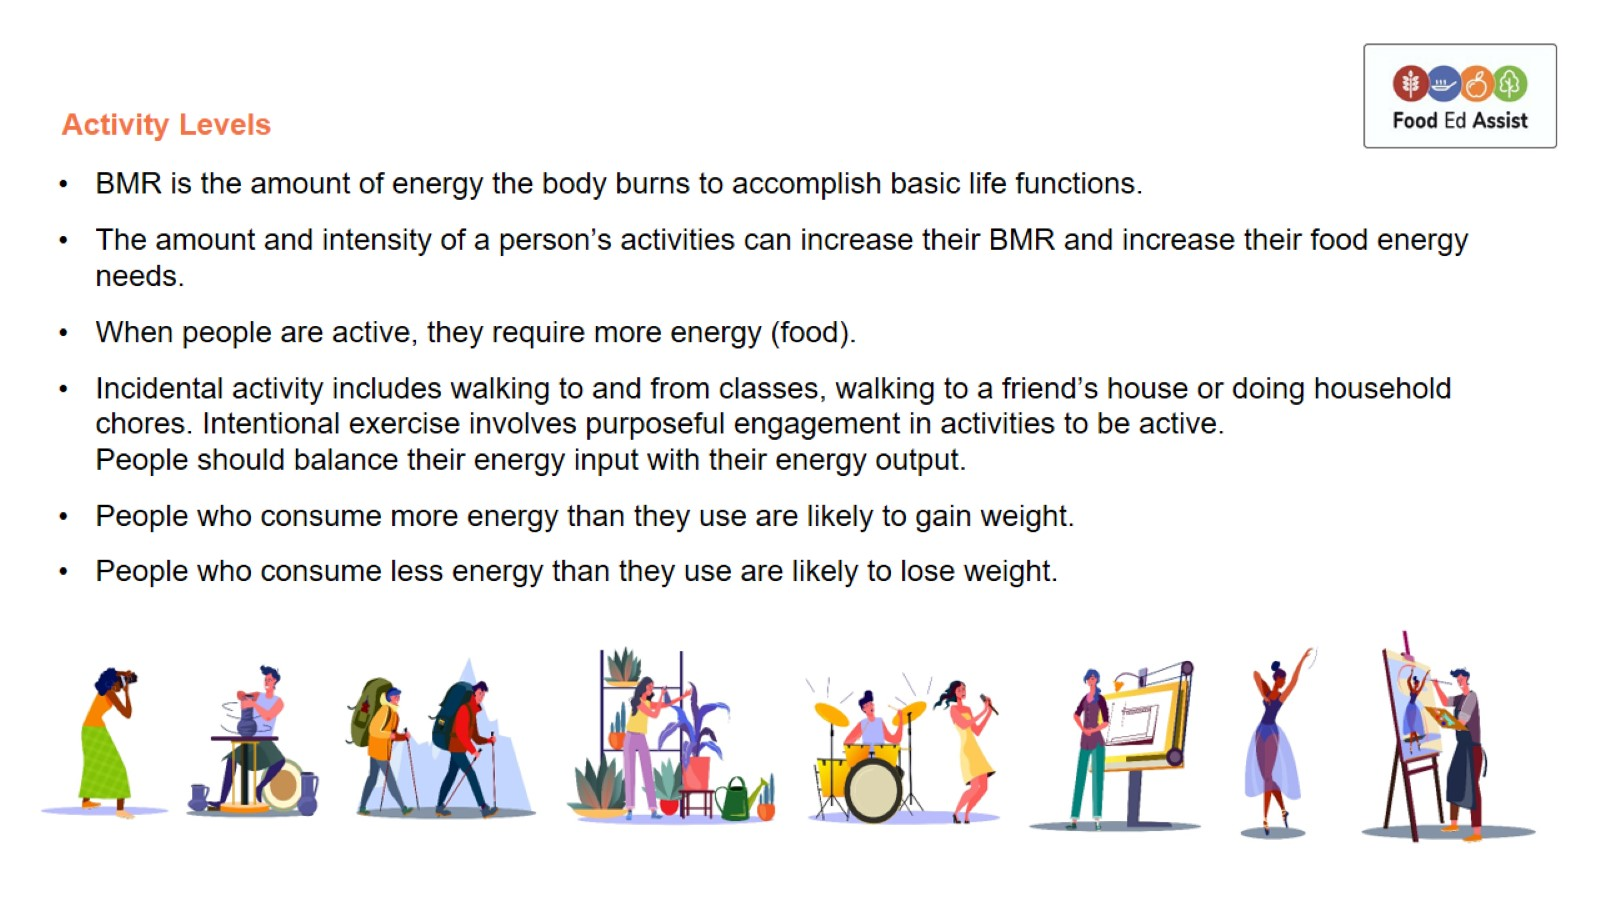 Food Ed Assist
Activity Levels
• BMR is the amount of energy the body burns to accomplish basic life functions.
• The amount and intensity of a person’s activities can increase their BMR and increase their food energy
needs.
• When people are active, they require more energy (food).
• Incidental activity includes walking to and from classes, walking to a friend’s house or doing household
chores. Intentional exercise involves purposeful engagement in activities to be active.
People should balance their energy input with their energy output.
• People who consume more energy than they use are likely to gain weight.
• People who consume less energy than they use are likely to lose weight.